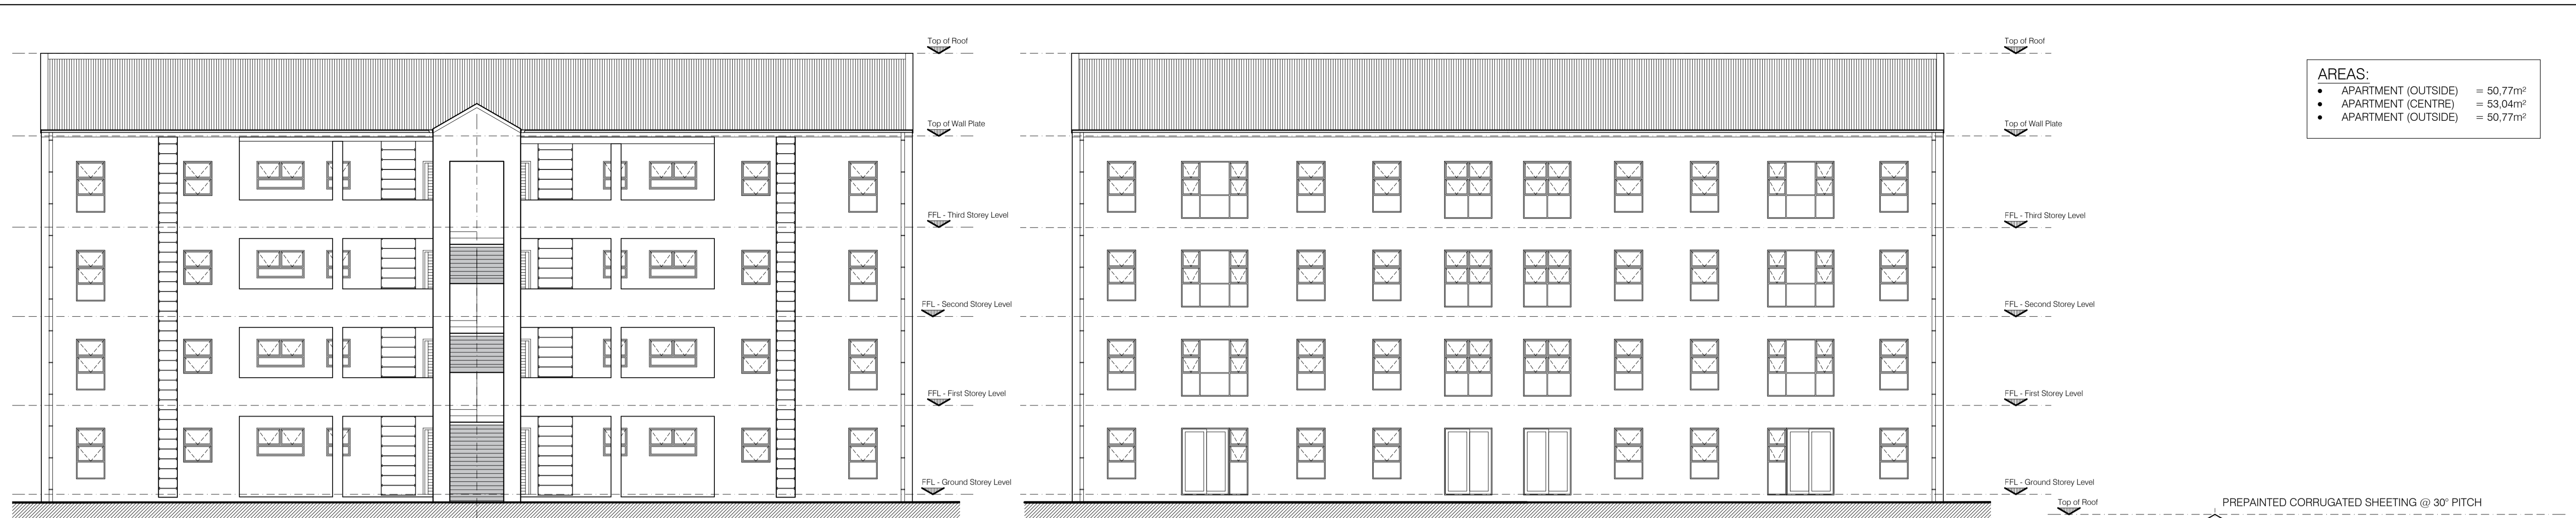 Top of Roof
Top of Wall Plate
FFL - Third Storey Level
FFL - Second Storey Level
FFL - First Storey Level
FFL - Ground Storey Level
Top of Roof
Top of Wall Plate
FFL - Third Storey Level
FFL - Second Storey Level
FFL - First Storey Level
FFL - Ground Storey Level
AREAS:
• APARTMENT (OUTSIDE) = 50,77m²
• APARTMENT (CENTRE) = 53,04m²
• APARTMENT (OUTSIDE) = 50,77m²
Top of Roof
PREPAINTED CORRUGATED SHEETING @ 30° PITCH